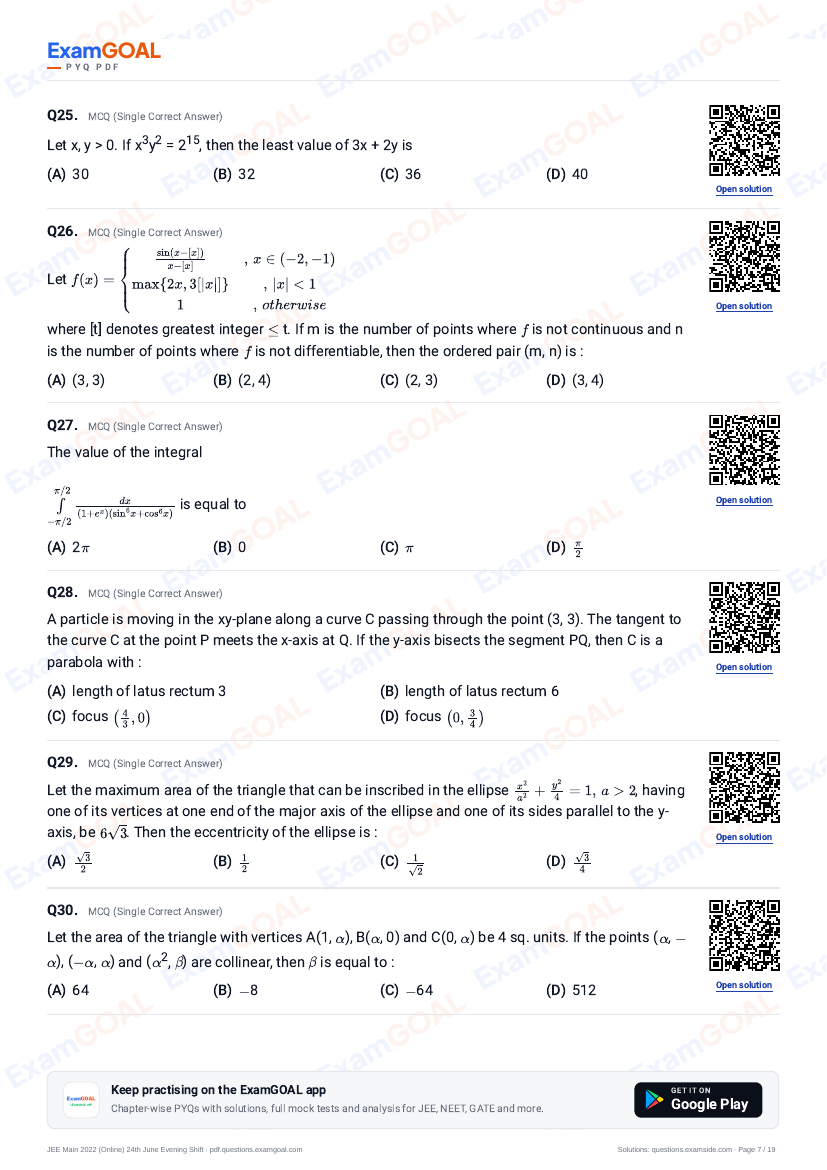 ExamGOAL
PYQ PDF
Q25. MCQ (Single Correct Answer)
Let x, y > 0. If x³y² = 2¹⁵, then the least value of 3x + 2y is
(A) 30 (B) 32 (C) 36 (D) 40
Open solution
Q26. MCQ (Single Correct Answer)
Let f(x) = { sin(x−[x])/(x−[x]) , x ∈ (−2, −1)
max{2x, 3[|x|]} , |x| < 1
1 , otherwise
where [t] denotes greatest integer ≤ t. If m is the number of points where f is not continuous and n
is the number of points where f is not differentiable, then the ordered pair (m, n) is :
(A) (3, 3) (B) (2, 4) (C) (2, 3) (D) (3, 4)
Open solution
Q27. MCQ (Single Correct Answer)
The value of the integral
∫_{−π/2}^{π/2} dx/((1+eˣ)(sin⁶x+cos⁶x)) is equal to
(A) 2π (B) 0 (C) π (D) π/2
Open solution
Q28. MCQ (Single Correct Answer)
A particle is moving in the xy-plane along a curve C passing through the point (3, 3). The tangent to
the curve C at the point P meets the x-axis at Q. If the y-axis bisects the segment PQ, then C is a
parabola with :
(A) length of latus rectum 3 (B) length of latus rectum 6
(C) focus (4/3, 0) (D) focus (0, 3/4)
Open solution
Q29. MCQ (Single Correct Answer)
Let the maximum area of the triangle that can be inscribed in the ellipse x²/a² + y²/4 = 1, a > 2, having
one of its vertices at one end of the major axis of the ellipse and one of its sides parallel to the y-
axis, be 6√3. Then the eccentricity of the ellipse is :
(A) √3/2 (B) 1/2 (C) 1/√2 (D) √3/4
Open solution
Q30. MCQ (Single Correct Answer)
Let the area of the triangle with vertices A(1, α), B(α, 0) and C(0, α) be 4 sq. units. If the points (α, −
α), (−α, α) and (α², β) are collinear, then β is equal to :
(A) 64 (B) −8 (C) −64 (D) 512
Open solution
ExamGOAL
Keep practising on the ExamGOAL app
Chapter-wise PYQs with solutions, full mock tests and analysis for JEE, NEET, GATE and more.
GET IT ON
Google Play
JEE Main 2022 (Online) 24th June Evening Shift · pdf.questions.examgoal.com
Solutions: questions.examside.com · Page 7 / 19